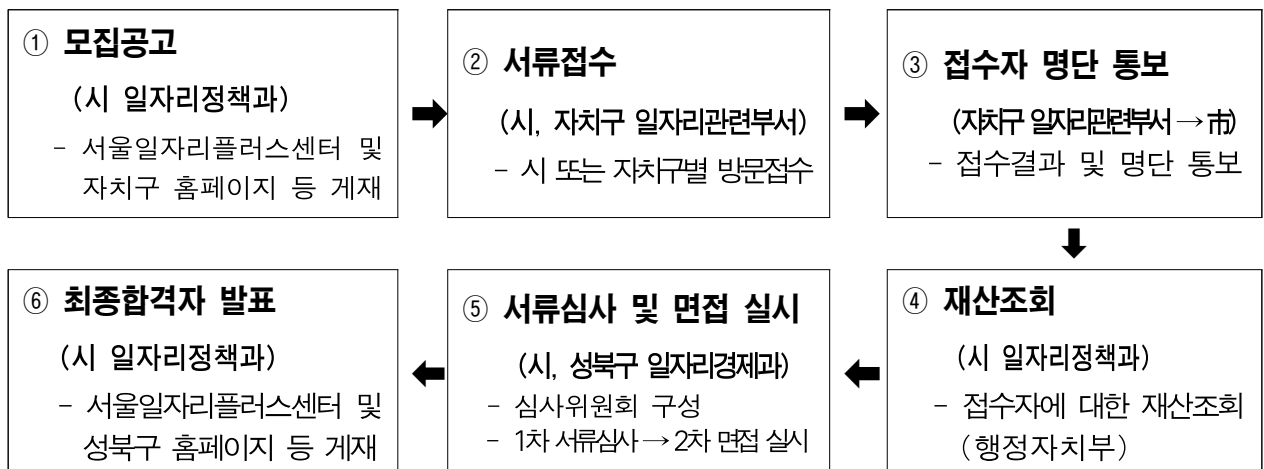 ① 모집공고
(시 일자리정책과)
- 서울일자리플러스센터 및
자치구 홈페이지 등 게재
② 서류접수
(시, 자치구 일자리관련부서)
- 시 또는 자치구별 방문접수
③ 접수자 명단 통보
(자치구 일자리관련부서→市)
- 접수결과 및 명단 통보
④ 재산조회
(시 일자리정책과)
- 접수자에 대한 재산조회
(행정자치부)
⑤ 서류심사 및 면접 실시
(시, 성북구 일자리경제과)
- 심사위원회 구성
- 1차 서류심사→2차 면접 실시
⑥ 최종합격자 발표
(시 일자리정책과)
- 서울일자리플러스센터 및
성북구 홈페이지 등 게재